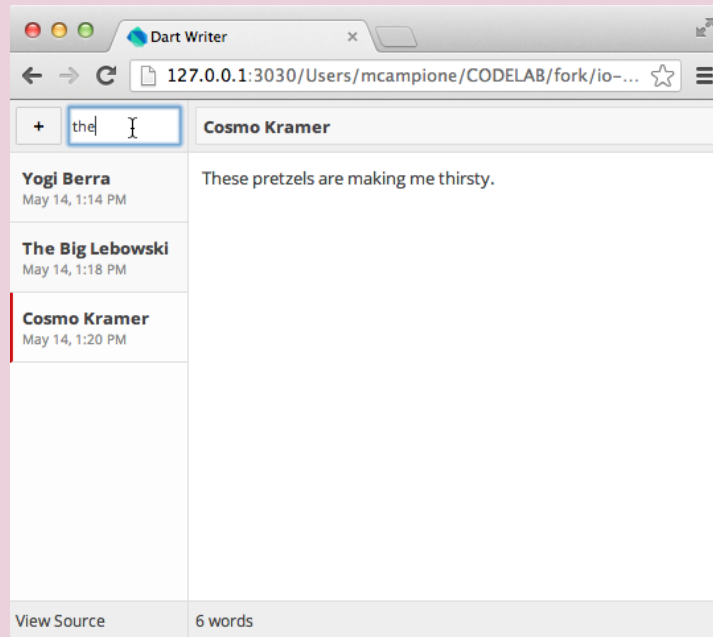 Dart Writer
127.0.0.1:3030/Users/mcampione/CODELAB/fork/io-...
+ the
Cosmo Kramer
Yogi Berra
May 14, 1:14 PM
The Big Lebowski
May 14, 1:18 PM
Cosmo Kramer
May 14, 1:20 PM
These pretzels are making me thirsty.
View Source
6 words